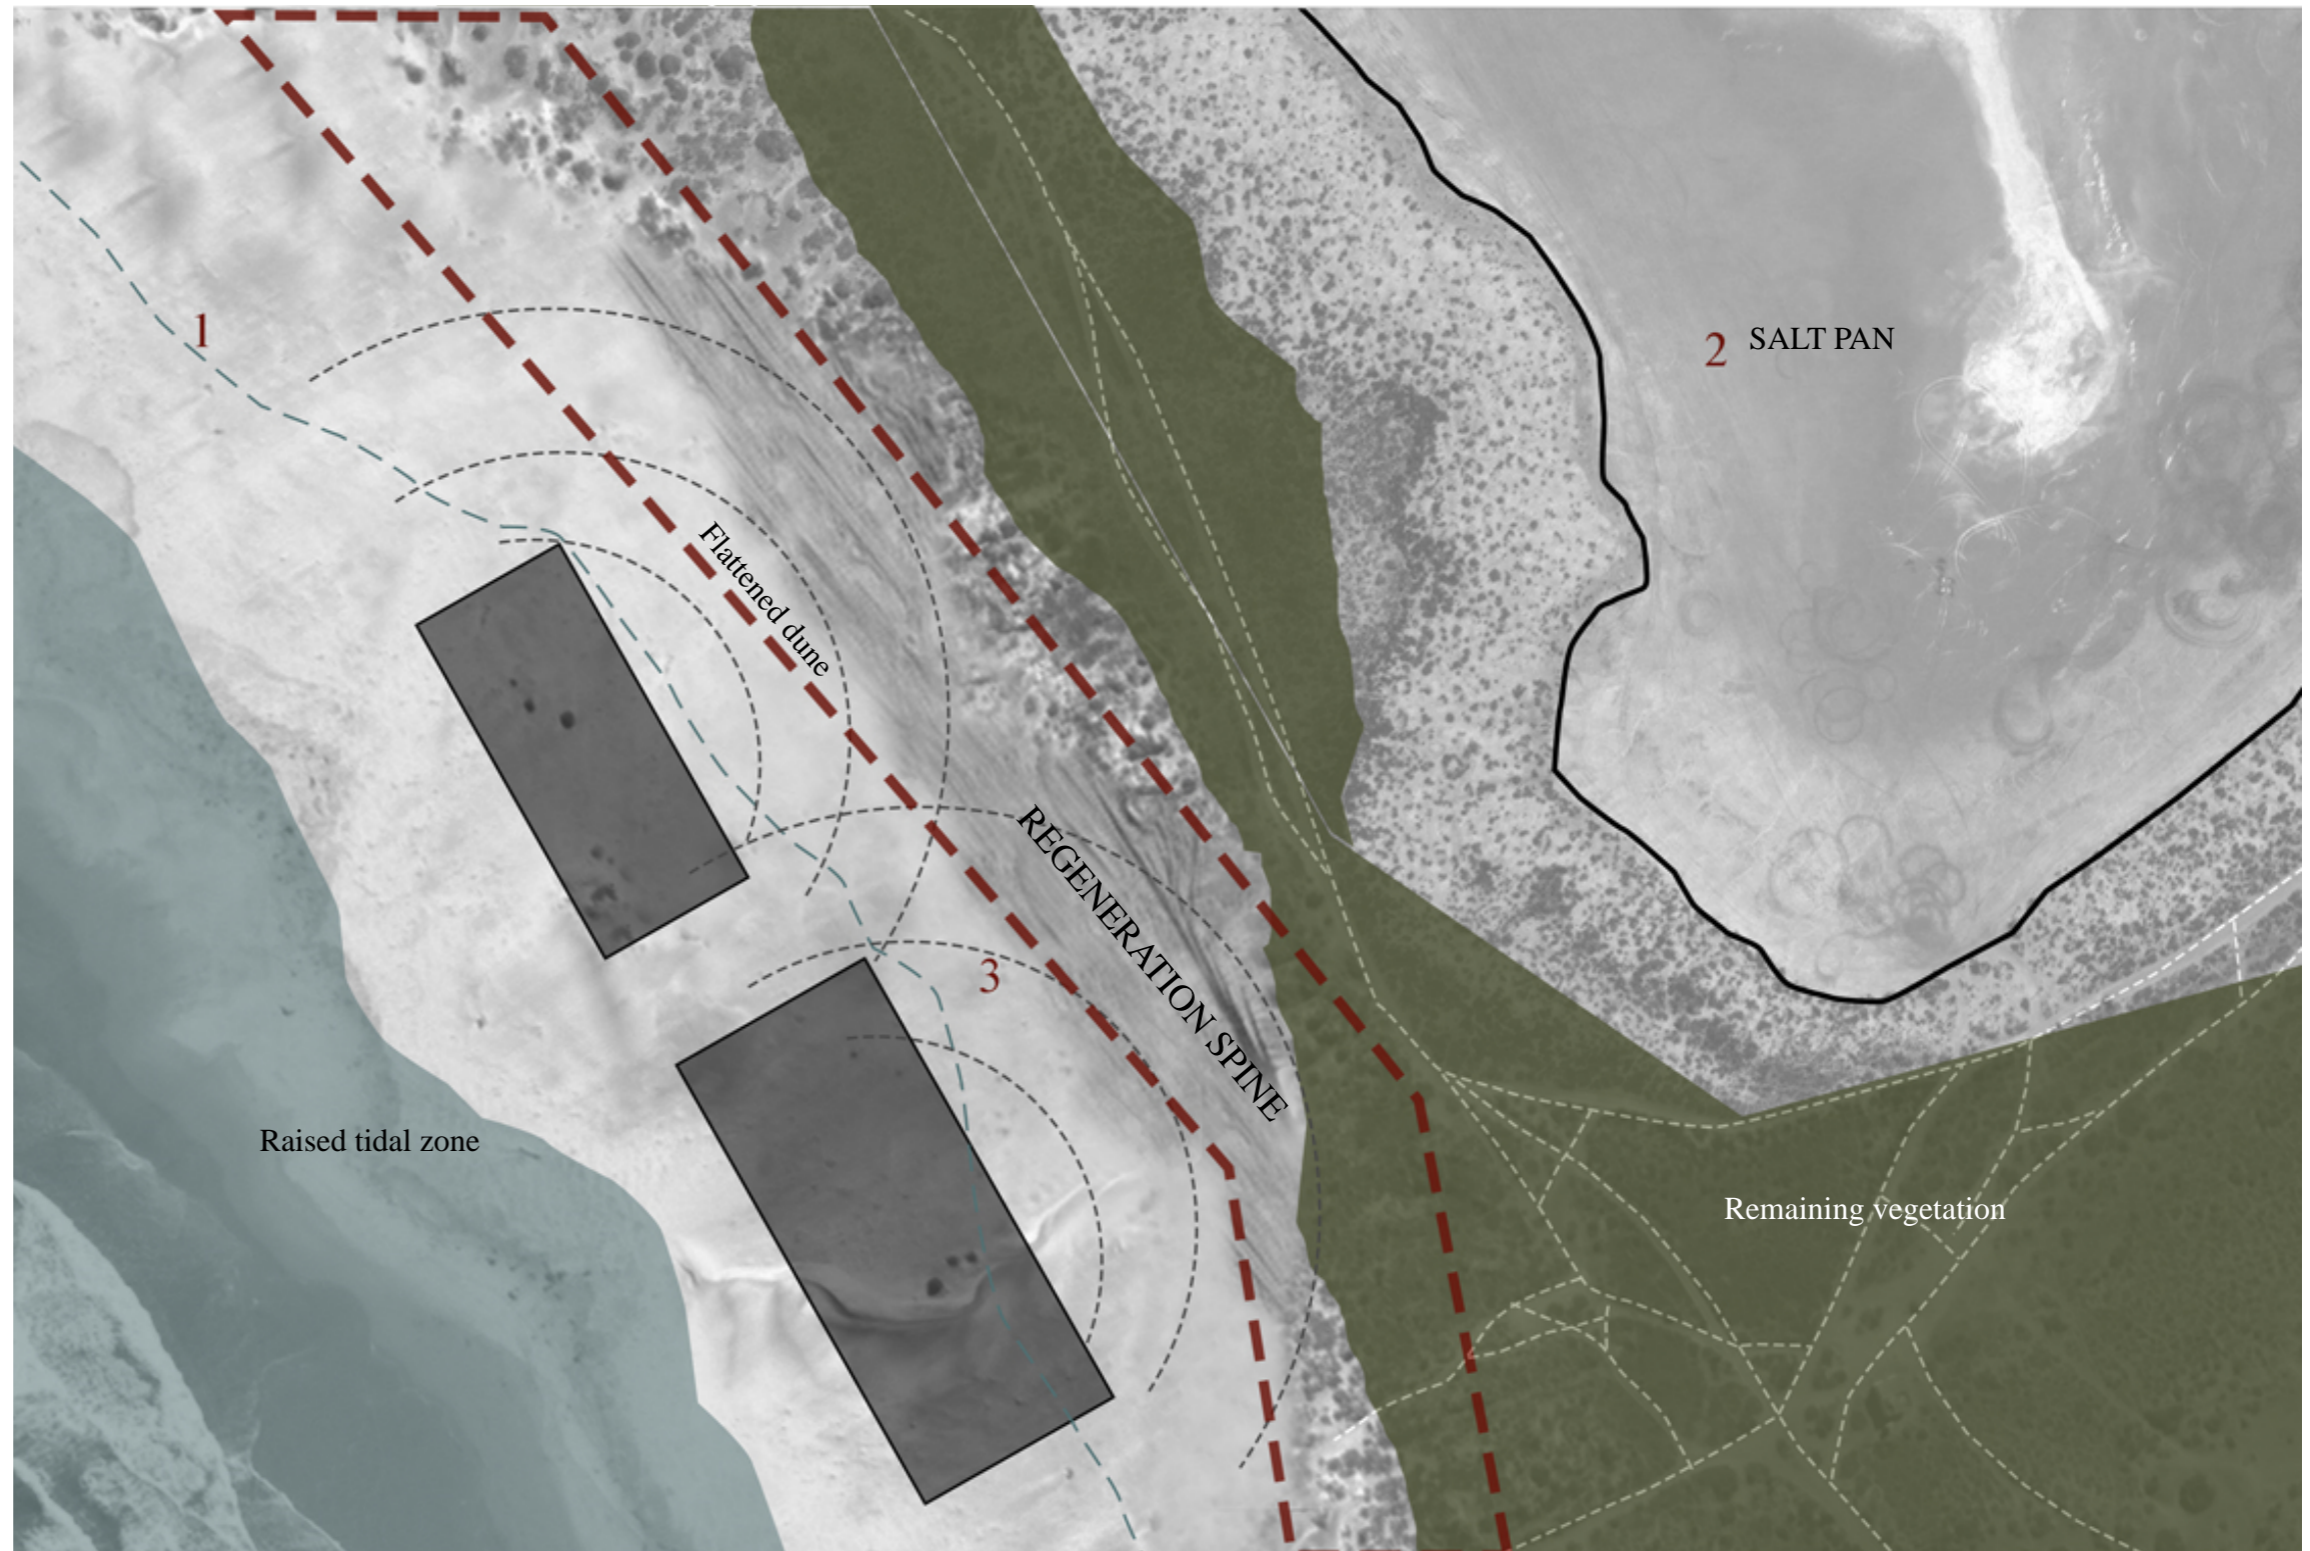 1
2 SALT PAN
Flattened dune
REGENERATION SPINE
3
Raised tidal zone
Remaining vegetation